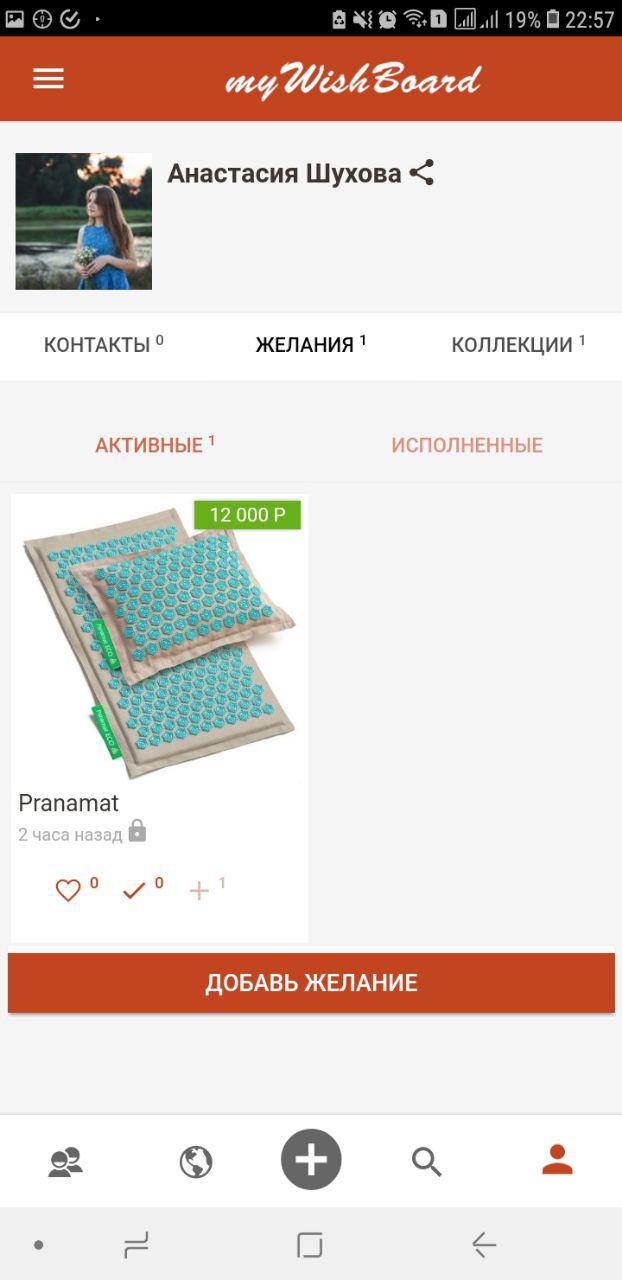 1 19% 22:57
myWishBoard
Анастасия Шухова
КОНТАКТЫ 0 ЖЕЛАНИЯ 1 КОЛЛЕКЦИИ 1
АКТИВНЫЕ 1 ИСПОЛНЕННЫЕ
12 000 Р
Pranamat ECO
Pranamat ECO
Pranamat
2 часа назад
0 0 1
ДОБАВЬ ЖЕЛАНИЕ